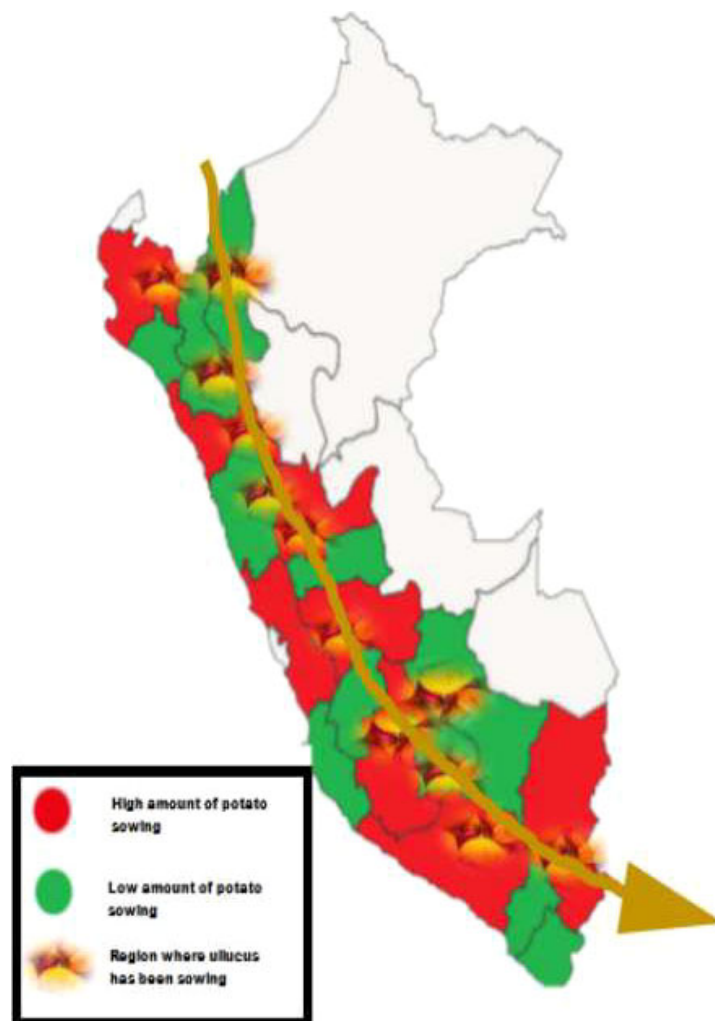 High amount of potato
sowing
Low amount of potato
sowing
Region where ullucus
has been sowing